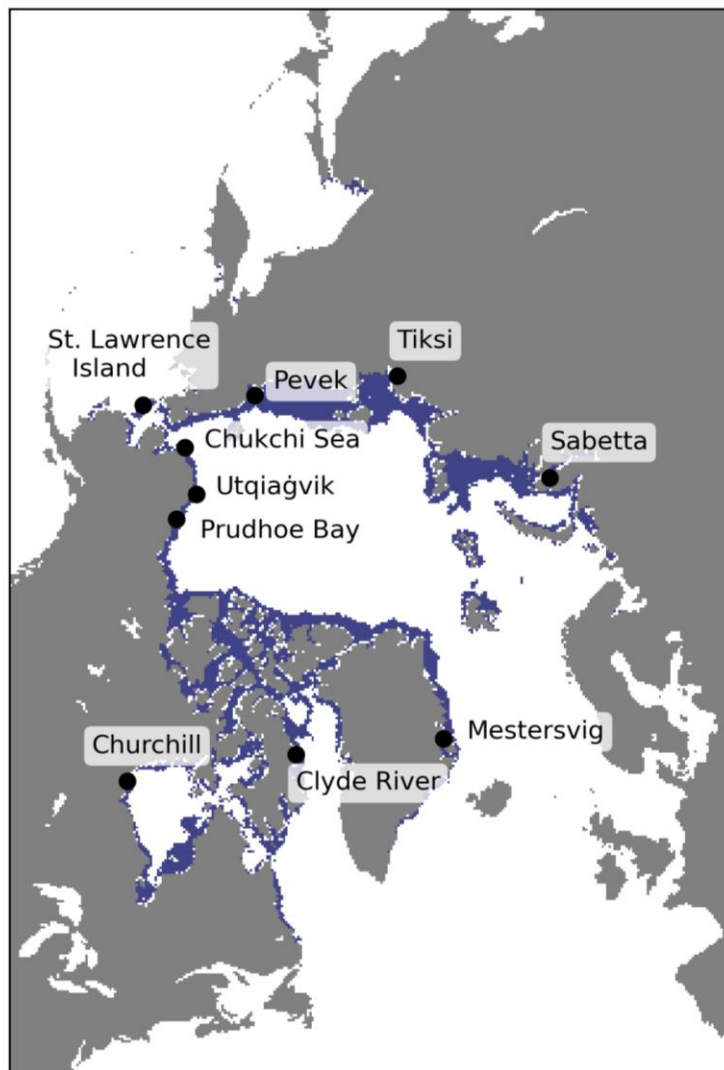 St. Lawrence
Island
Tiksi
Pevek
Chukchi Sea
Sabetta
Utqiaġvik
Prudhoe Bay
Mestersvig
Churchill
Clyde River